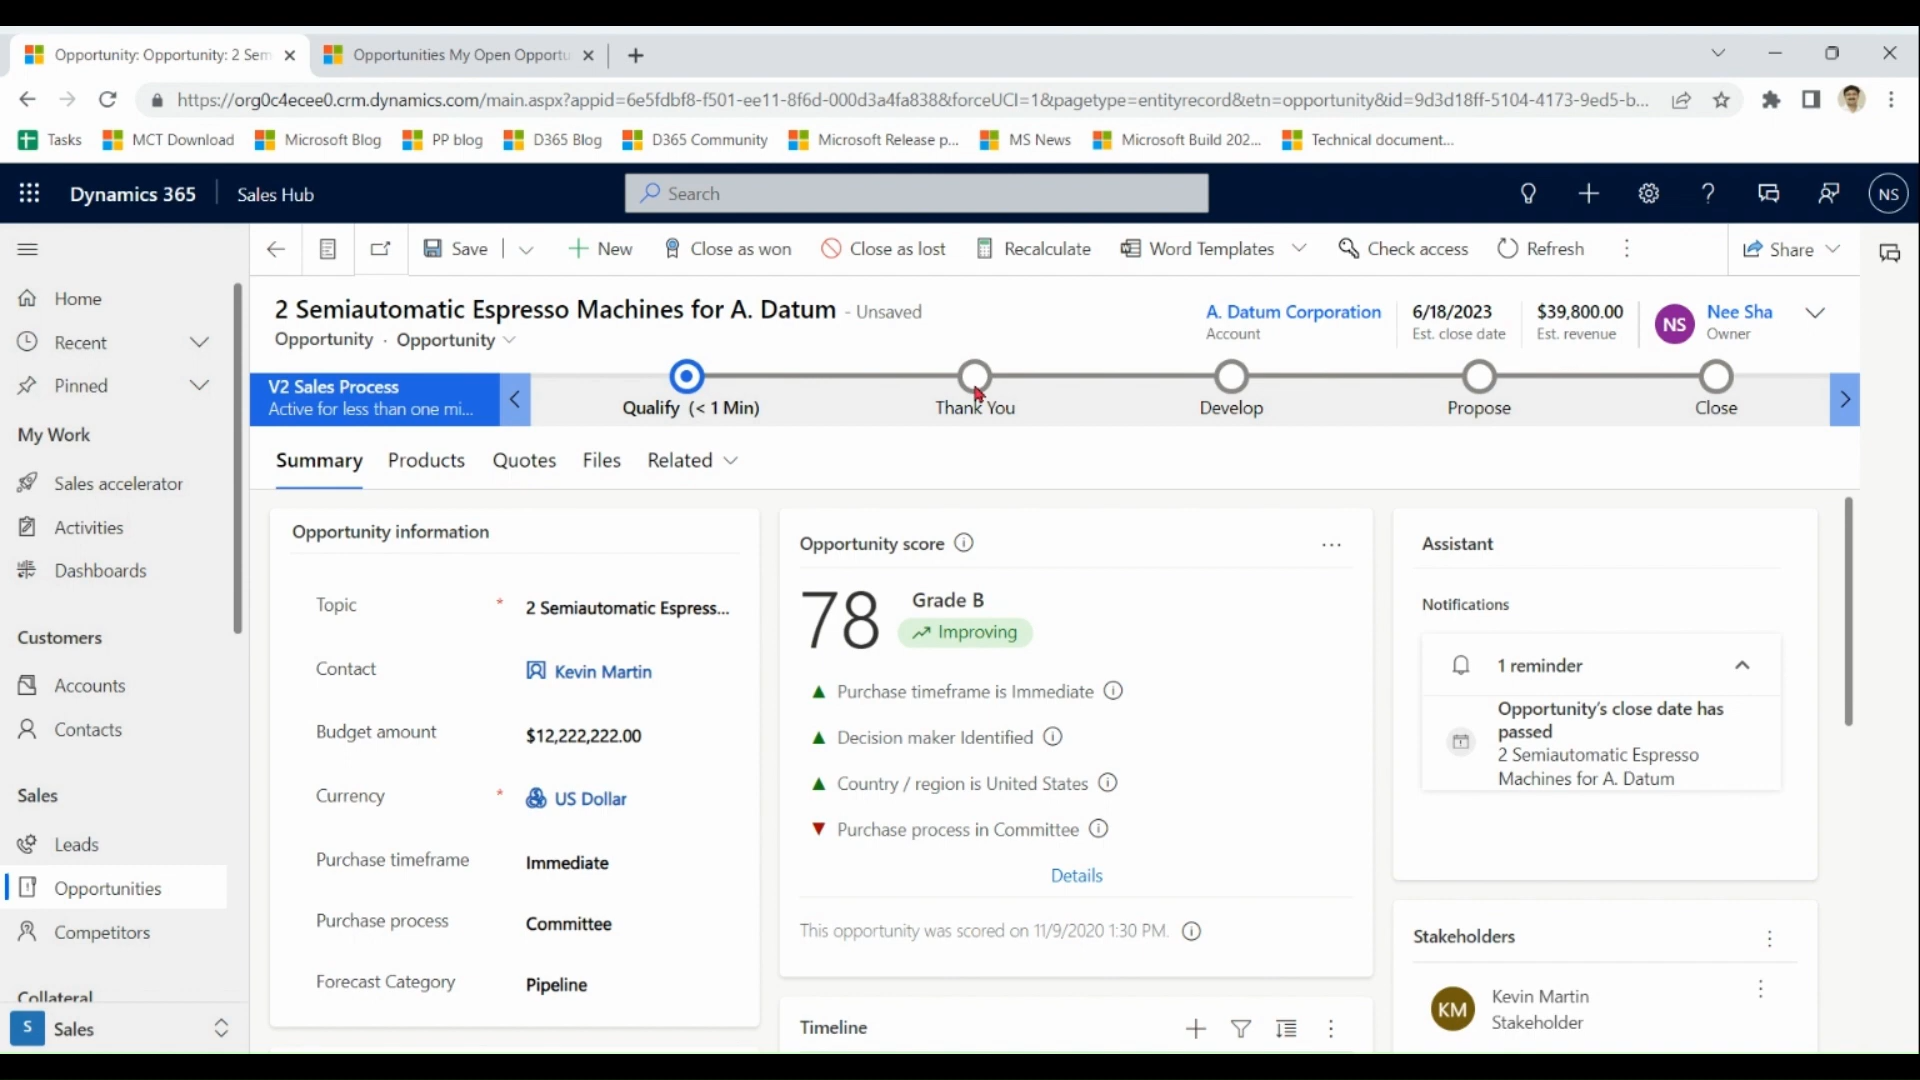 Opportunity: Opportunity: 2 Sem
Opportunities My Open Opportu
https://org0c4ecee0.crm.dynamics.com/main.aspx?appid=6e5fdbf8-f501-ee11-8f6d-000d3a4fa838&forceUCI=1&pagetype=entityrecord&etn=opportunity&id=9d3d18ff-5104-4173-9ed5-b...
Tasks
MCT Download
Microsoft Blog
PP blog
D365 Blog
D365 Community
Microsoft Release p...
MS News
Microsoft Build 202...
Technical document...
Dynamics 365
Sales Hub
Search
NS
Save
New
Close as won
Close as lost
Recalculate
Word Templates
Check access
Refresh
Share
Home
Recent
Pinned
My Work
Sales accelerator
Activities
Dashboards
Customers
Accounts
Contacts
Sales
Leads
Opportunities
Competitors
Collateral
S
Sales
2 Semiautomatic Espresso Machines for A. Datum - Unsaved
Opportunity · Opportunity
A. Datum Corporation
Account
6/18/2023
Est. close date
$39,800.00
Est. revenue
NS
Nee Sha
Owner
V2 Sales Process
Active for less than one mi...
Qualify (< 1 Min)
Thank You
Develop
Propose
Close
Summary
Products
Quotes
Files
Related
Opportunity information
Topic * 2 Semiautomatic Espress...
Contact Kevin Martin
Budget amount $12,222,222.00
Currency * US Dollar
Purchase timeframe Immediate
Purchase process Committee
Forecast Category Pipeline
Opportunity score
78
Grade B
Improving
Purchase timeframe is Immediate
Decision maker Identified
Country / region is United States
Purchase process in Committee
Details
This opportunity was scored on 11/9/2020 1:30 PM.
Timeline
Assistant
Notifications
1 reminder
Opportunity's close date has
passed
2 Semiautomatic Espresso
Machines for A. Datum
Stakeholders
KM
Kevin Martin
Stakeholder